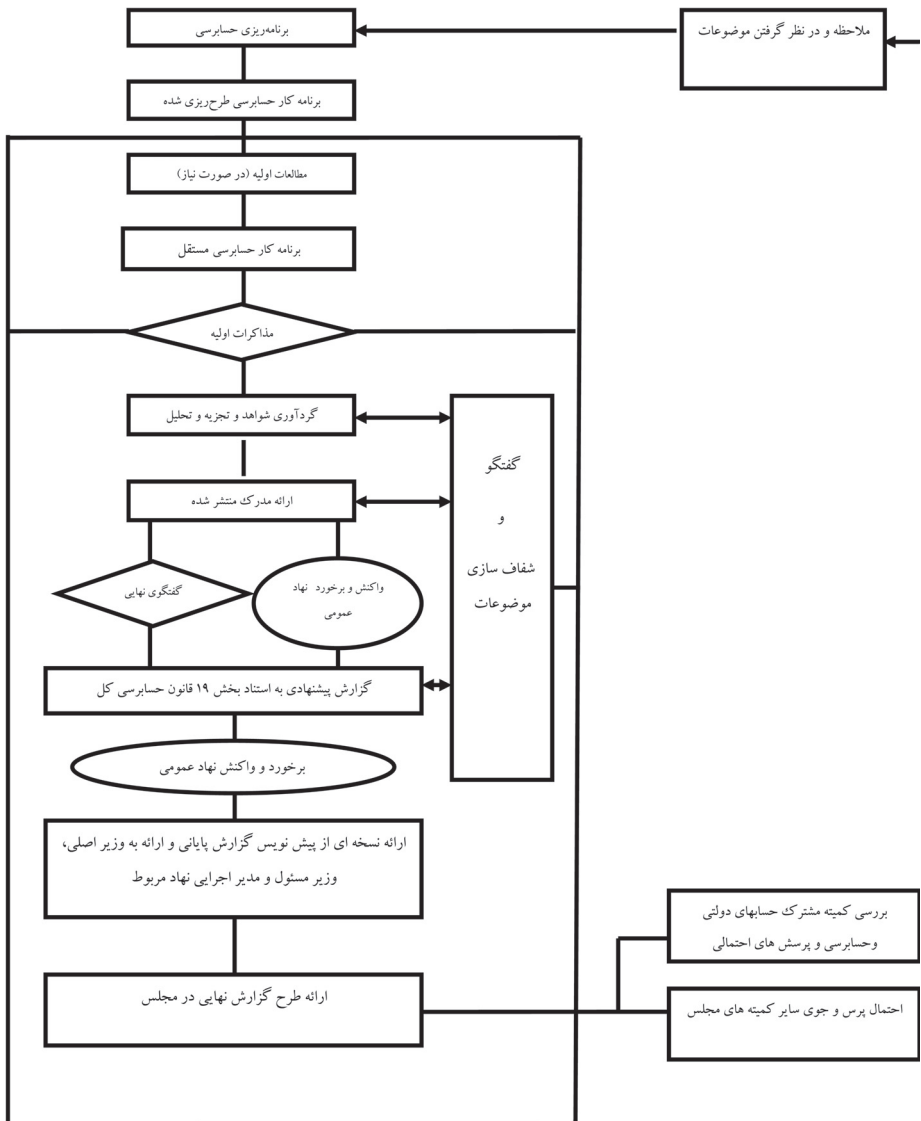 برنامه‌ریزی حسابرسی
ملاحظه و در نظر گرفتن موضوعات
برنامه کار حسابرسی طرح‌ریزی شده
مطالعات اولیه (در صورت نیاز)
برنامه کار حسابرسی مستقل
مذاکرات اولیه
گردآوری شواهد و تجزیه و تحلیل
گفتگو
و
شفاف سازی
موضوعات
ارائه مدرک منتشر شده
واکنش و برخورد نهاد
عمومی
گفتگوی نهایی
گزارش پیشنهادی به استناد بخش ۱۹ قانون حسابرسی کل
برخورد و واکنش نهاد عمومی
ارائه نسخه ای از پیش نویس گزارش پایانی و ارائه به وزیر اصلی،
وزیر مسئول و مدیر اجرایی نهاد مربوط
بررسی کمیته مشترک حسابهای دولتی
وحسابرسی و پرسش های احتمالی
ارائه طرح گزارش نهایی در مجلس
احتمال پرس و جوی سایر کمیته های مجلس